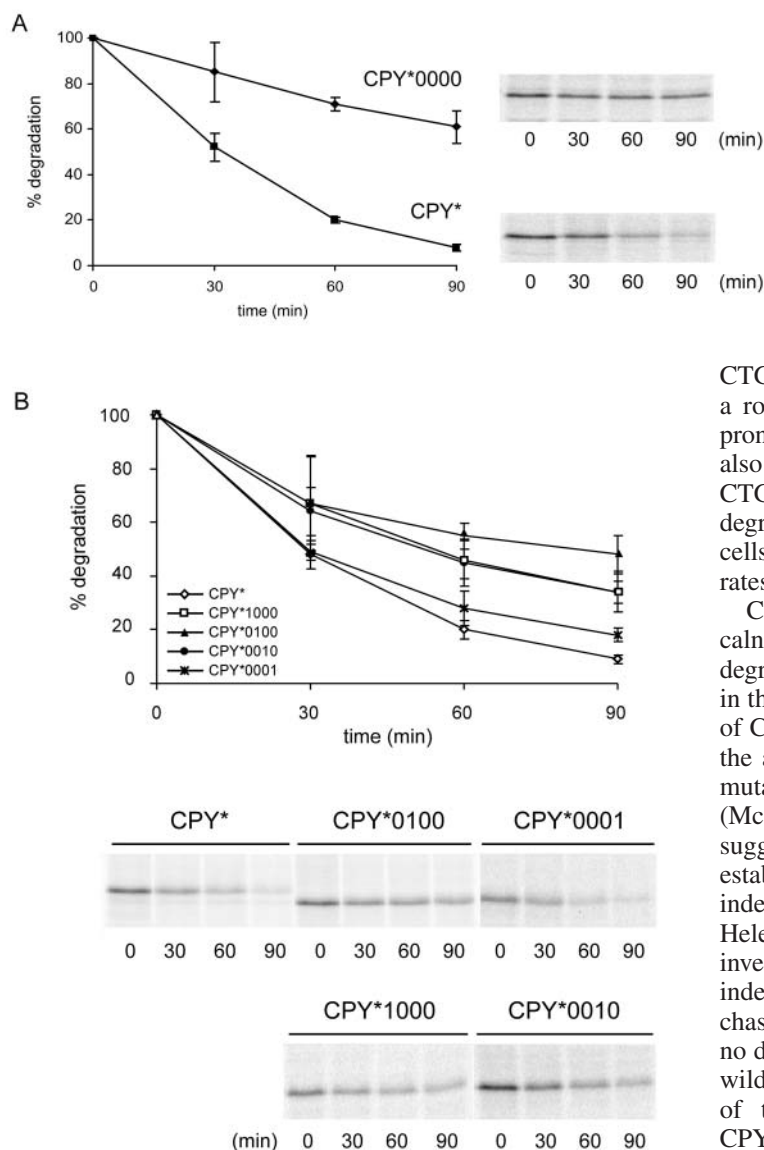 A
100
80
60
40
20
0
% degradation
CPY*0000
CPY*
0 30 60 90
time (min)
0 30 60 90 (min)
0 30 60 90 (min)
B
100
80
60
40
20
0
% degradation
CPY*
CPY*1000
CPY*0100
CPY*0010
CPY*0001
0 30 60 90
time (min)
CPY* CPY*0100 CPY*0001
0 30 60 90 0 30 60 90 0 30 60 90
CPY*1000 CPY*0010
(min) 0 30 60 90 0 30 60 90
a ro
pron
also
degr
cells
rates
C
caln
degr
in th
of C
the a
muta
(Mc
sugg
estab
inde
Hele
inve
inde
chas
no d
wild
of t
CPY